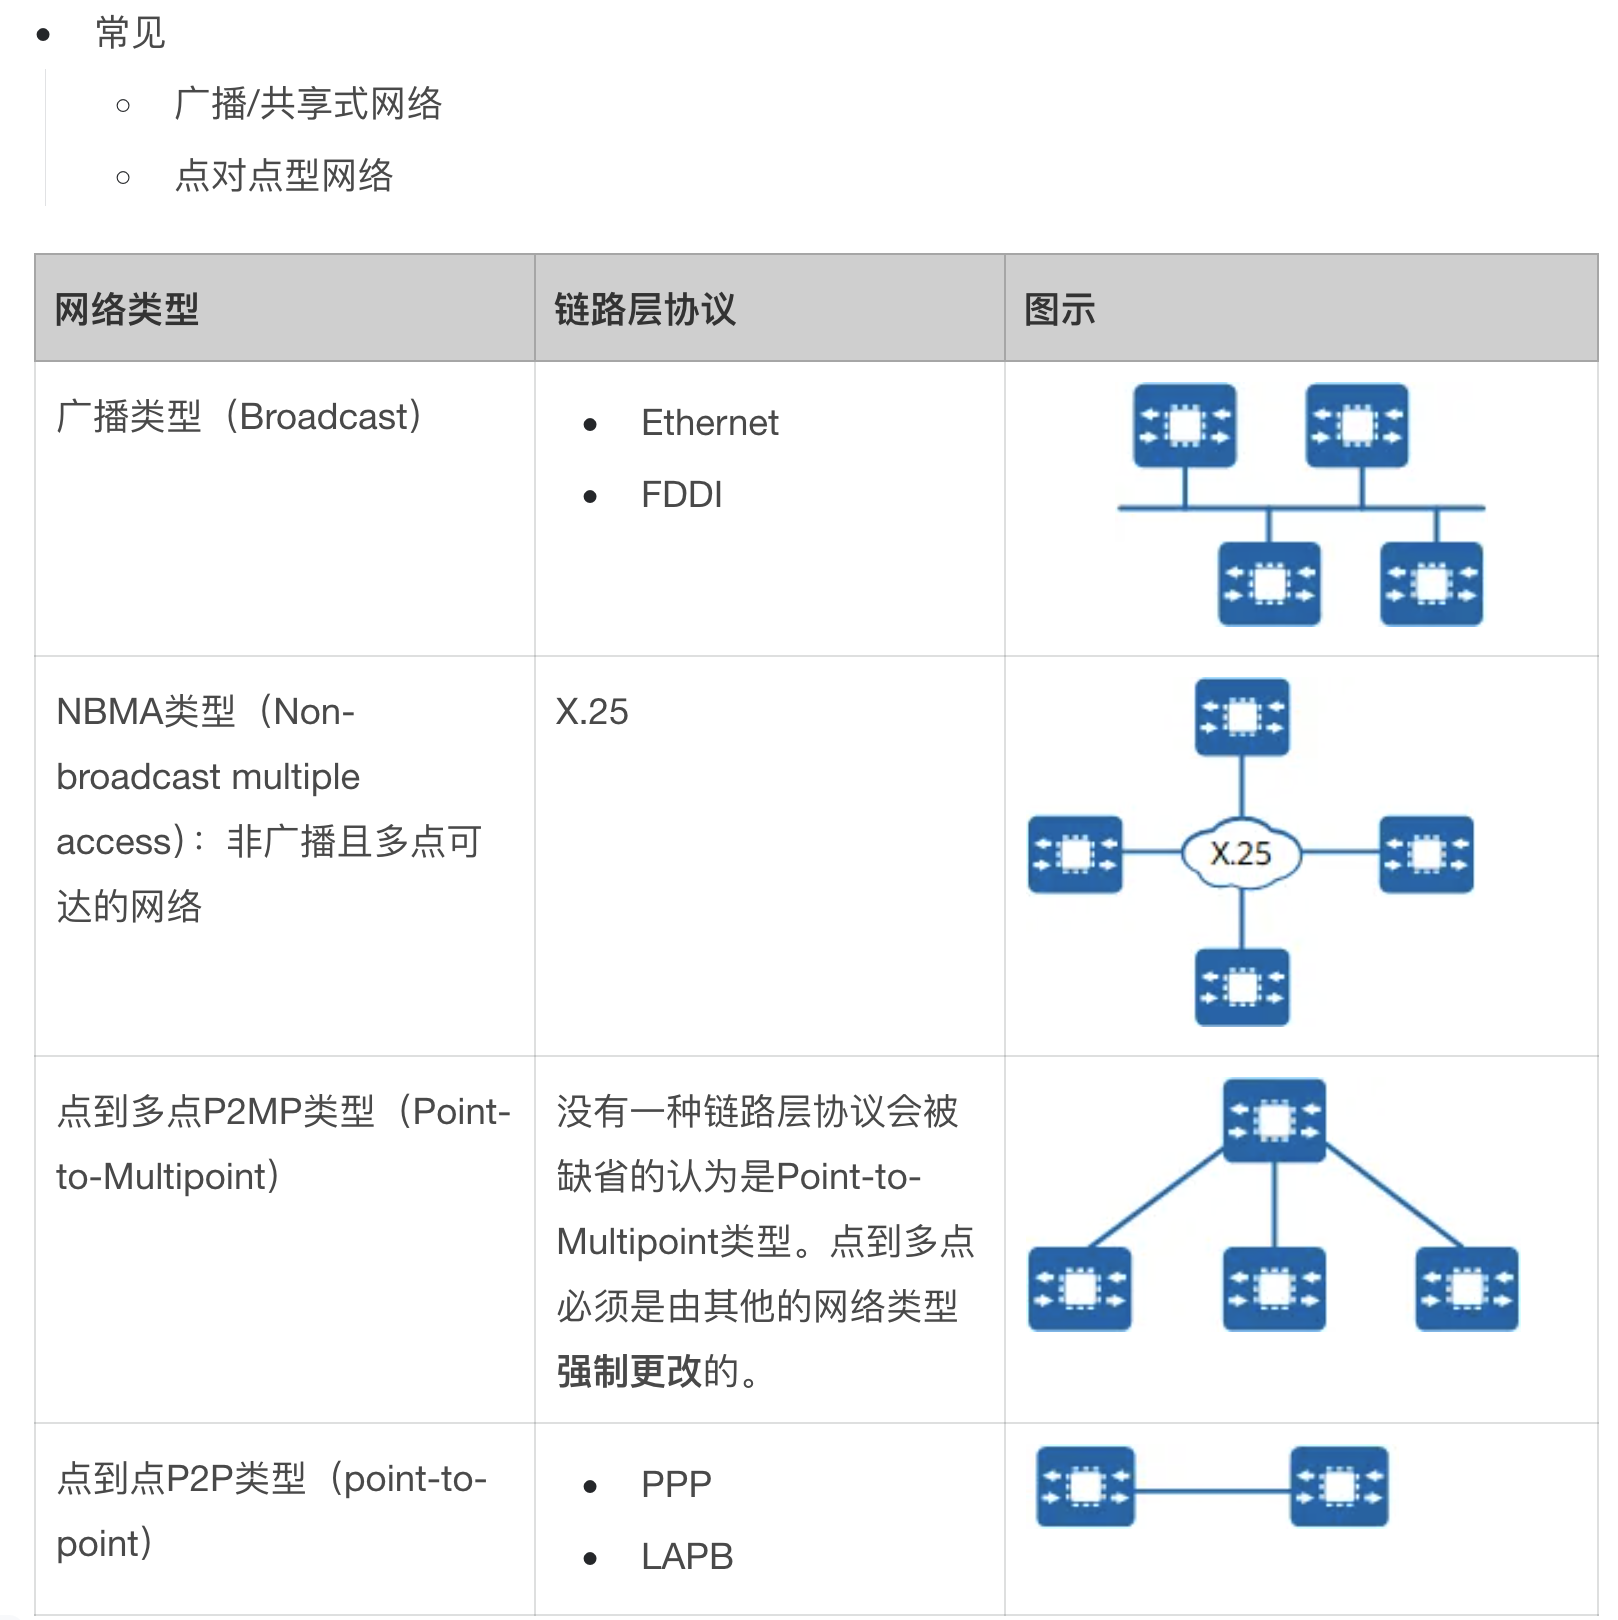 常见
广播/共享式网络
点对点型网络
网络类型
链路层协议
图示
广播类型（Broadcast）
Ethernet
FDDI
NBMA类型（Non-
broadcast multiple
access）：非广播且多点可
达的网络
X.25
X.25
点到多点P2MP类型（Point-
to-Multipoint）
没有一种链路层协议会被
缺省的认为是Point-to-
Multipoint类型。点到多点
必须是由其他的网络类型
强制更改的。
点到点P2P类型（point-to-
point）
PPP
LAPB